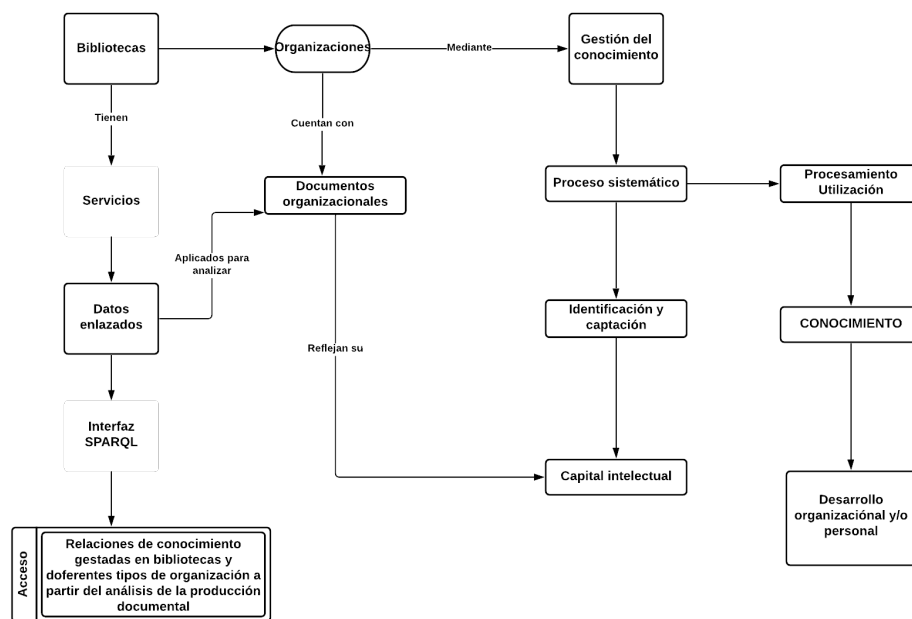 Bibliotecas
Organizaciones
Mediante
Gestión del
conocimiento
Tienen
Cuentan con
Servicios
Documentos
organizacionales
Proceso sistemático
Procesamiento
Utilización
Aplicados para
analizar
Datos
enlazados
Identificación y
captación
CONOCIMIENTO
Reflejan su
Interfaz
SPARQL
Capital intelectual
Desarrollo
organizaciónal y/o
personal
Acceso
Relaciones de conocimiento
gestadas en bibliotecas y
doferentes tipos de organización a
partir del análisis de la producción
documental